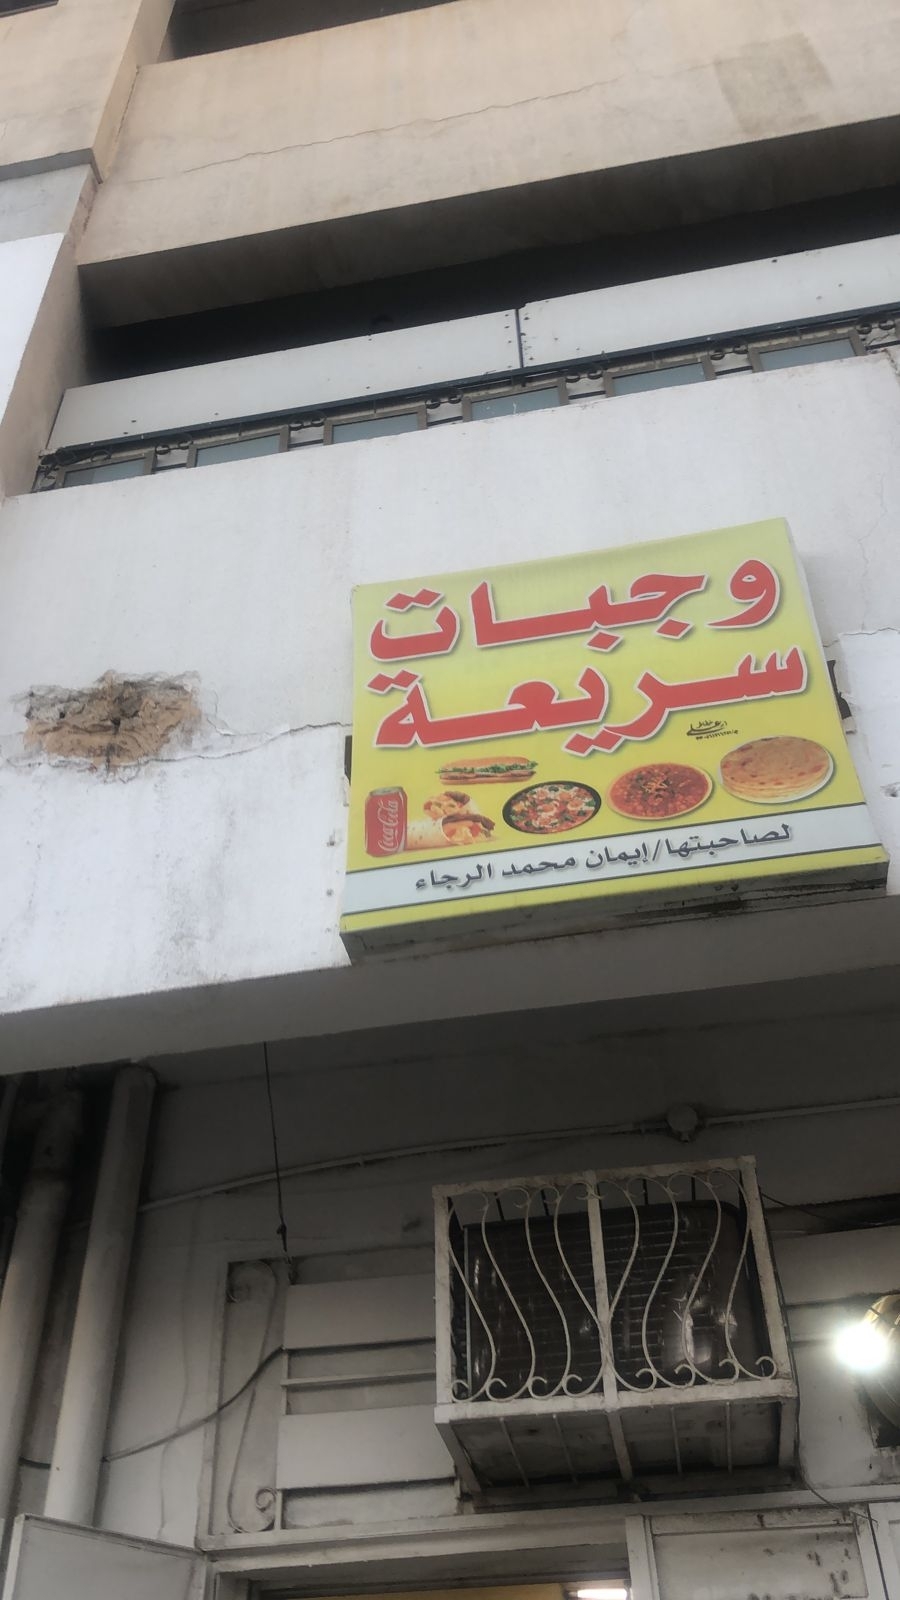 وجبات
سريعة
Coca-Cola
لصاحبتها/إيمان محمد الرجاء